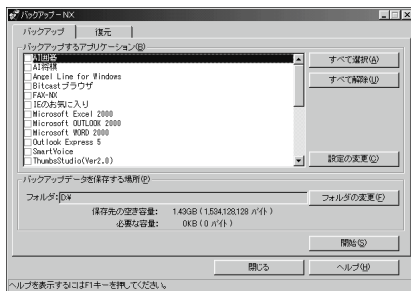 バックアップ-NX
バックアップ 復元
バックアップするアプリケーション(B)
AI囲碁
AI将棋
Angel Line for Windows
Bitcastブラウザ
FAX-NX
IEのお気に入り
Microsoft Excel 2000
Microsoft OUTLOOK 2000
Microsoft WORD 2000
Outlook Express 5
SmartVoice
ThumbsStudio(Ver2.0)
すべて選択(A)
すべて解除(U)
設定の変更(C)
バックアップデータを保存する場所(P)
フォルダ: D:¥ フォルダの変更(F)
保存先の空き容量: 1.43GB ( 1,534,128,128 バイト )
必要な容量: 0KB ( 0 バイト )
開始(S)
閉じる ヘルプ(H)
ヘルプを表示するにはF1キーを押してください。